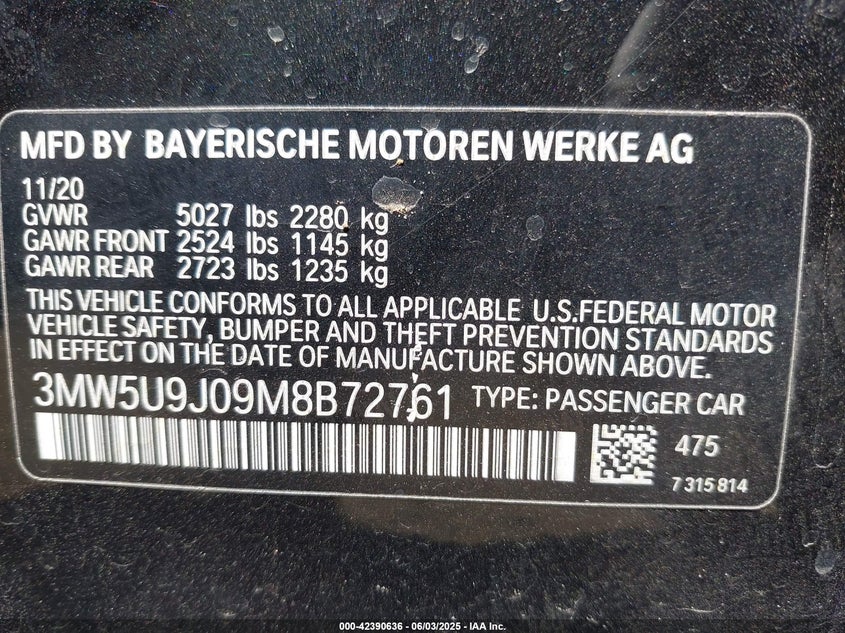 MFD BY BAYERISCHE MOTOREN WERKE AG
11/20
GVWR 5027 lbs 2280 kg
GAWR FRONT 2524 lbs 1145 kg
GAWR REAR 2723 lbs 1235 kg
THIS VEHICLE CONFORMS TO ALL APPLICABLE U.S.FEDERAL MOTOR
VEHICLE SAFETY, BUMPER AND THEFT PREVENTION STANDARDS
IN EFFECT ON THE DATE OF MANUFACTURE SHOWN ABOVE.
3MW5U9J09M8B72761 TYPE: PASSENGER CAR
475
7 315 814
000-42390636 - 06/03/2025 - IAA Inc.